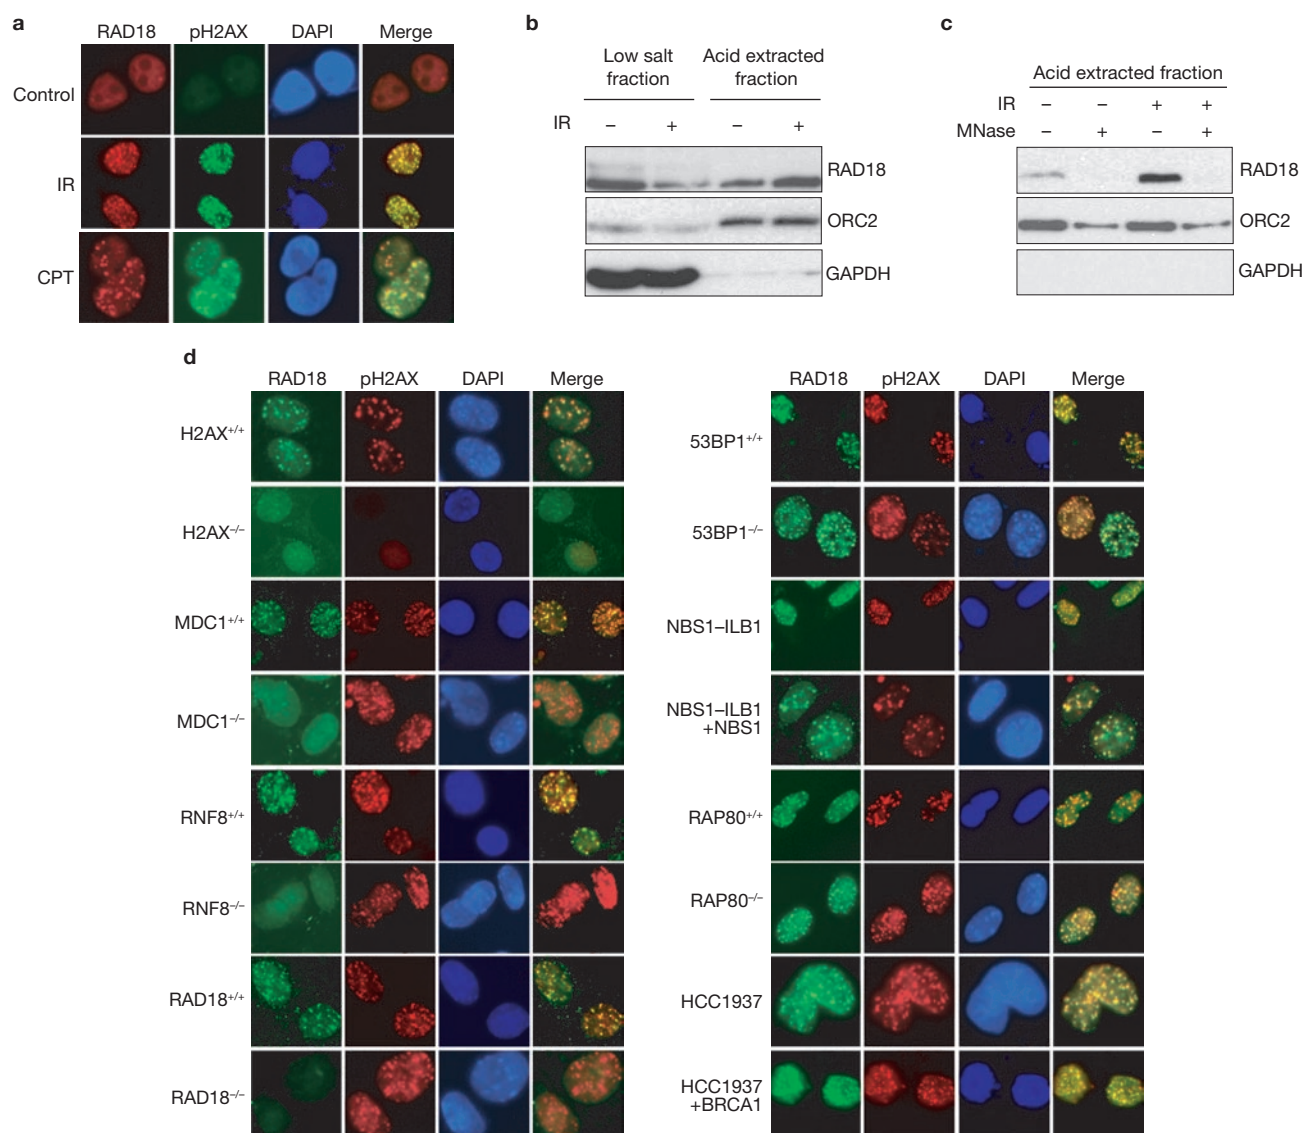 a
RAD18 pH2AX DAPI Merge
Control
IR
CPT
b
Low salt fraction
Acid extracted fraction
IR – + – +
RAD18
ORC2
GAPDH
c
Acid extracted fraction
IR – – + +
MNase – + – +
RAD18
ORC2
GAPDH
d
RAD18 pH2AX DAPI Merge
H2AX+/+
H2AX–/–
MDC1+/+
MDC1–/–
RNF8+/+
RNF8–/–
RAD18+/+
RAD18–/–
RAD18 pH2AX DAPI Merge
53BP1+/+
53BP1–/–
NBS1–ILB1
NBS1–ILB1
+NBS1
RAP80+/+
RAP80–/–
HCC1937
HCC1937
+BRCA1